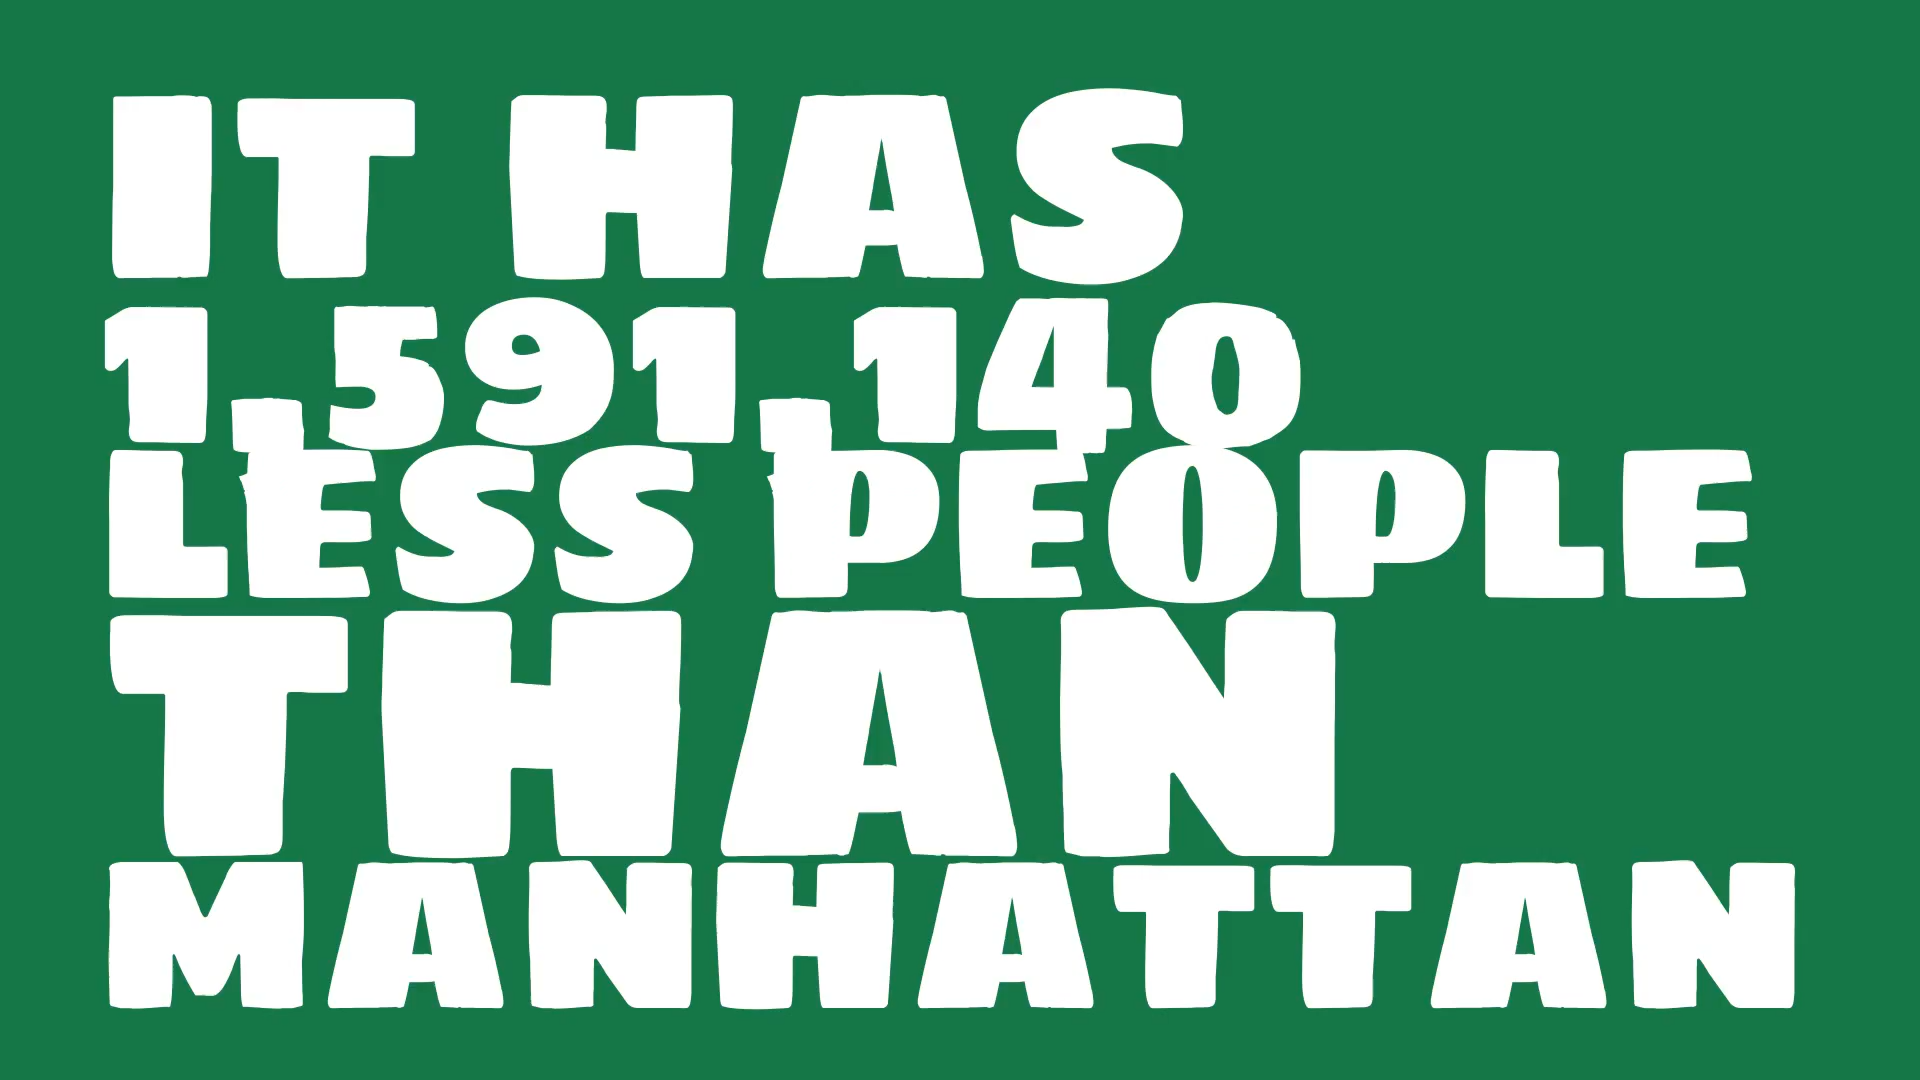 IT HAS
1,591,140
LESS PEOPLE
THAN
MANHATTAN